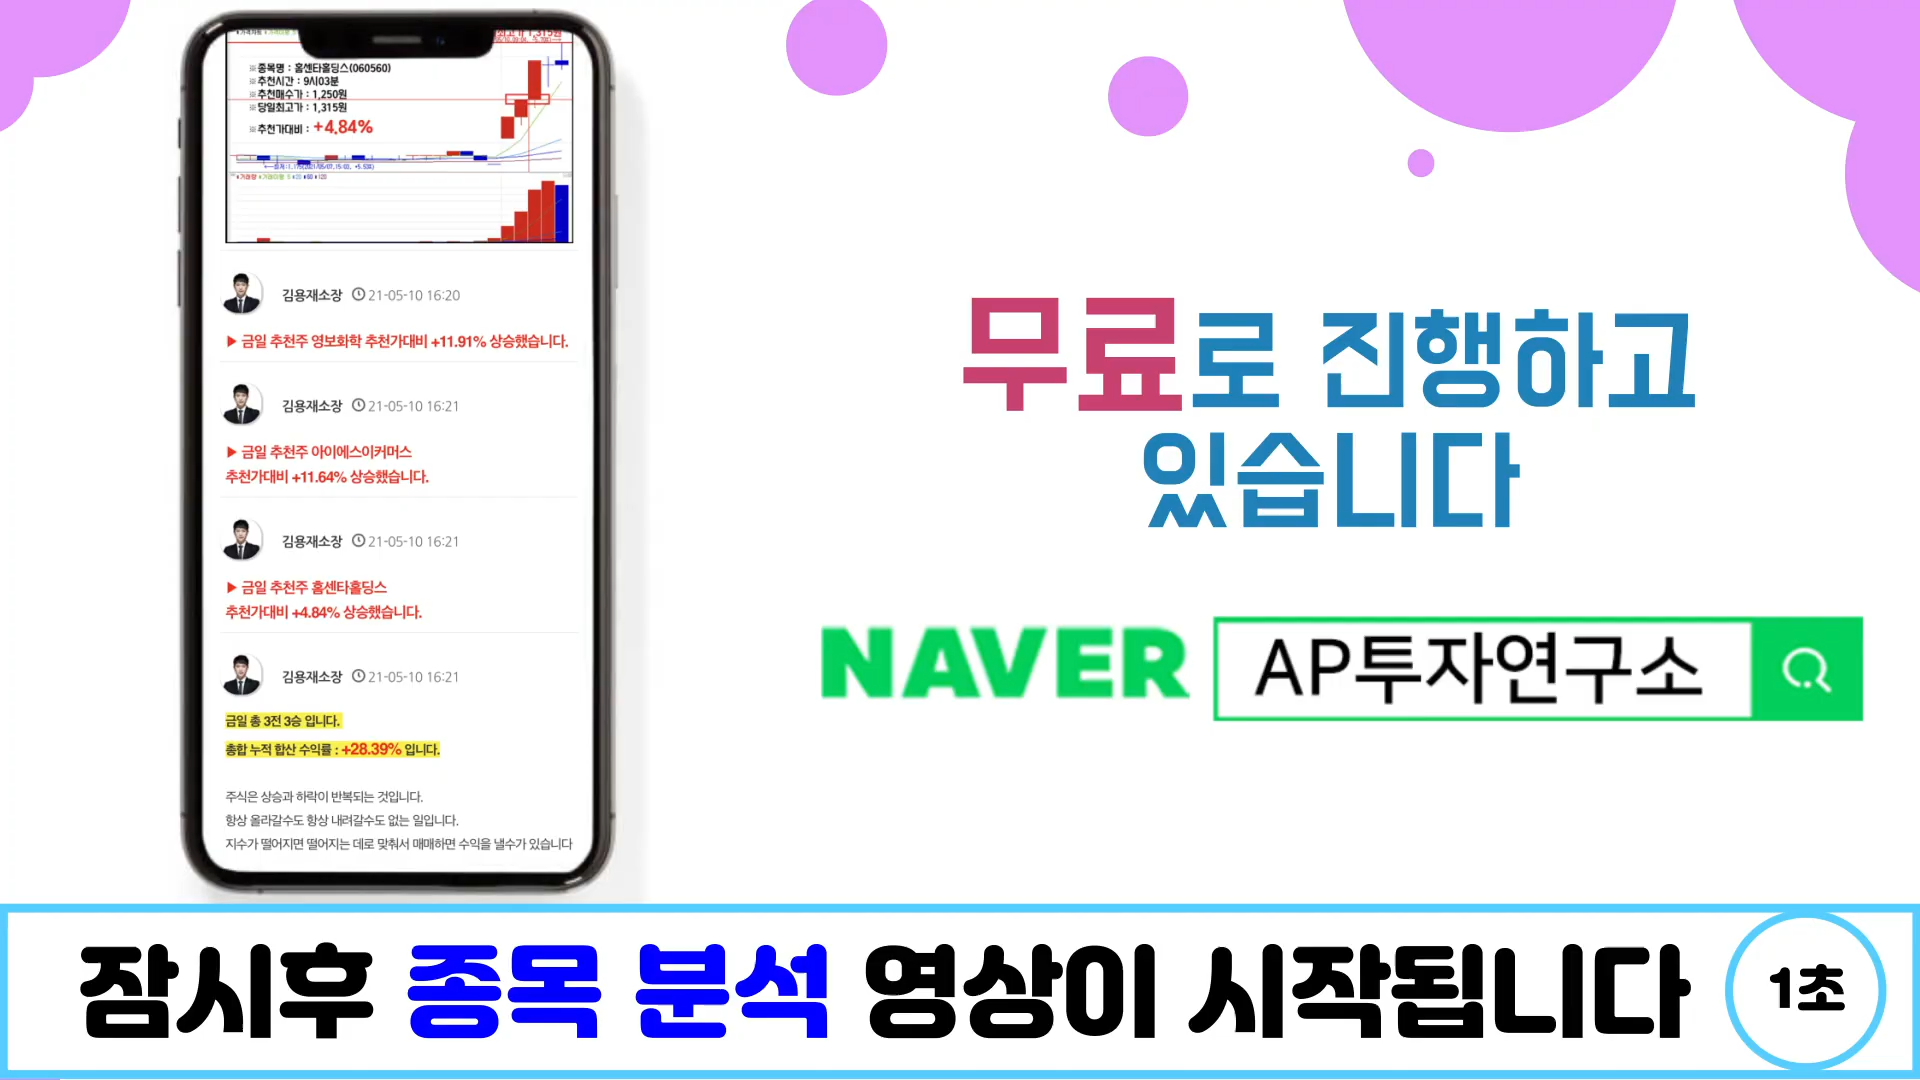 ※종목명 : 홈센타홀딩스(060560)
※추천시간 : 9시03분
※추천매수가 : 1,250원
※당일최고가 : 1,315원
※추천가대비 : +4.84%
김용재소장 21-05-10 16:20
▶ 금일 추천주 영보화학 추천가대비 +11.91% 상승했습니다.
김용재소장 21-05-10 16:21
▶ 금일 추천주 아이에스이커머스
추천가대비 +11.64% 상승했습니다.
김용재소장 21-05-10 16:21
▶ 금일 추천주 홈센타홀딩스
추천가대비 +4.84% 상승했습니다.
김용재소장 21-05-10 16:21
금일 총 3전 3승 입니다.
총합 누적 합산 수익률 : +28.39% 입니다.
주식은 상승과 하락이 반복되는 것입니다.
항상 올라갈수도 항상 내려갈수도 없는 일입니다.
지수가 떨어지면 떨어지는 데로 맞춰서 매매하면 수익을 낼수가 있습니다
무료로 진행하고
있습니다
NAVER AP투자연구소
잠시후 종목 분석 영상이 시작됩니다 1초